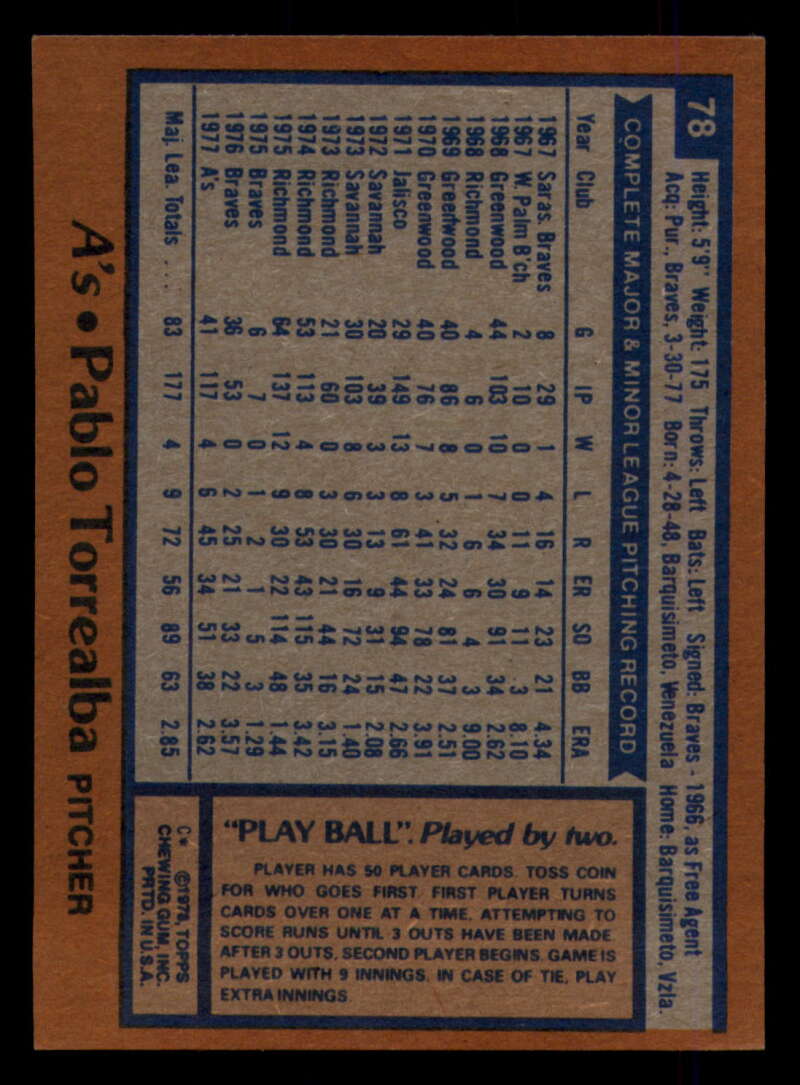 78
Height: 5'9" Weight: 175 Throws: Left Bats: Left Signed: Braves - 1966, as Free Agent
Acq: Pur., Braves, 3-30-77 Born: 4-28-48, Barquisimeto, Venezuela Home: Barquisimeto, Vzla.
COMPLETE MAJOR & MINOR LEAGUE PITCHING RECORD
Year Club G IP W L R ER SO BB ERA
1967 Saras. Braves 8 29 1 4 16 14 23 21 4.34
1967 W. Palm B'ch 2 10 0 0 11 9 11 3 8.10
1968 Greenwood 44 103 10 7 34 30 91 34 2.62
1968 Richmond 4 6 0 1 6 6 4 3 9.00
1969 Greenwood 40 86 8 5 32 24 81 37 2.51
1970 Greenwood 40 76 7 3 41 33 78 22 3.91
1971 Jalisco 29 149 13 8 61 44 94 47 2.66
1972 Savannah 20 39 3 3 13 9 31 15 2.08
1973 Savannah 30 103 8 6 30 16 72 24 1.40
1973 Richmond 21 60 0 3 30 21 44 16 3.15
1974 Richmond 53 113 4 8 53 43 115 35 3.42
1975 Richmond 64 137 12 9 30 22 114 48 1.44
1975 Braves 6 7 0 1 2 1 5 3 1.29
1976 Braves 36 53 0 2 25 21 33 22 3.57
1977 A's 41 117 4 6 45 34 51 38 2.62
Maj. Lea. Totals .... 83 177 4 9 72 56 89 63 2.85
A's • Pablo Torrealba PITCHER
"PLAY BALL". Played by two.
PLAYER HAS 50 PLAYER CARDS. TOSS COIN
FOR WHO GOES FIRST. FIRST PLAYER TURNS
CARDS OVER ONE AT A TIME, ATTEMPTING TO
SCORE RUNS UNTIL 3 OUTS HAVE BEEN MADE.
AFTER 3 OUTS, SECOND PLAYER BEGINS. GAME IS
PLAYED WITH 9 INNINGS. IN CASE OF TIE, PLAY
EXTRA INNINGS.
C* ©1978, TOPPS
CHEWING GUM, INC.
PRTD. IN U.S.A.